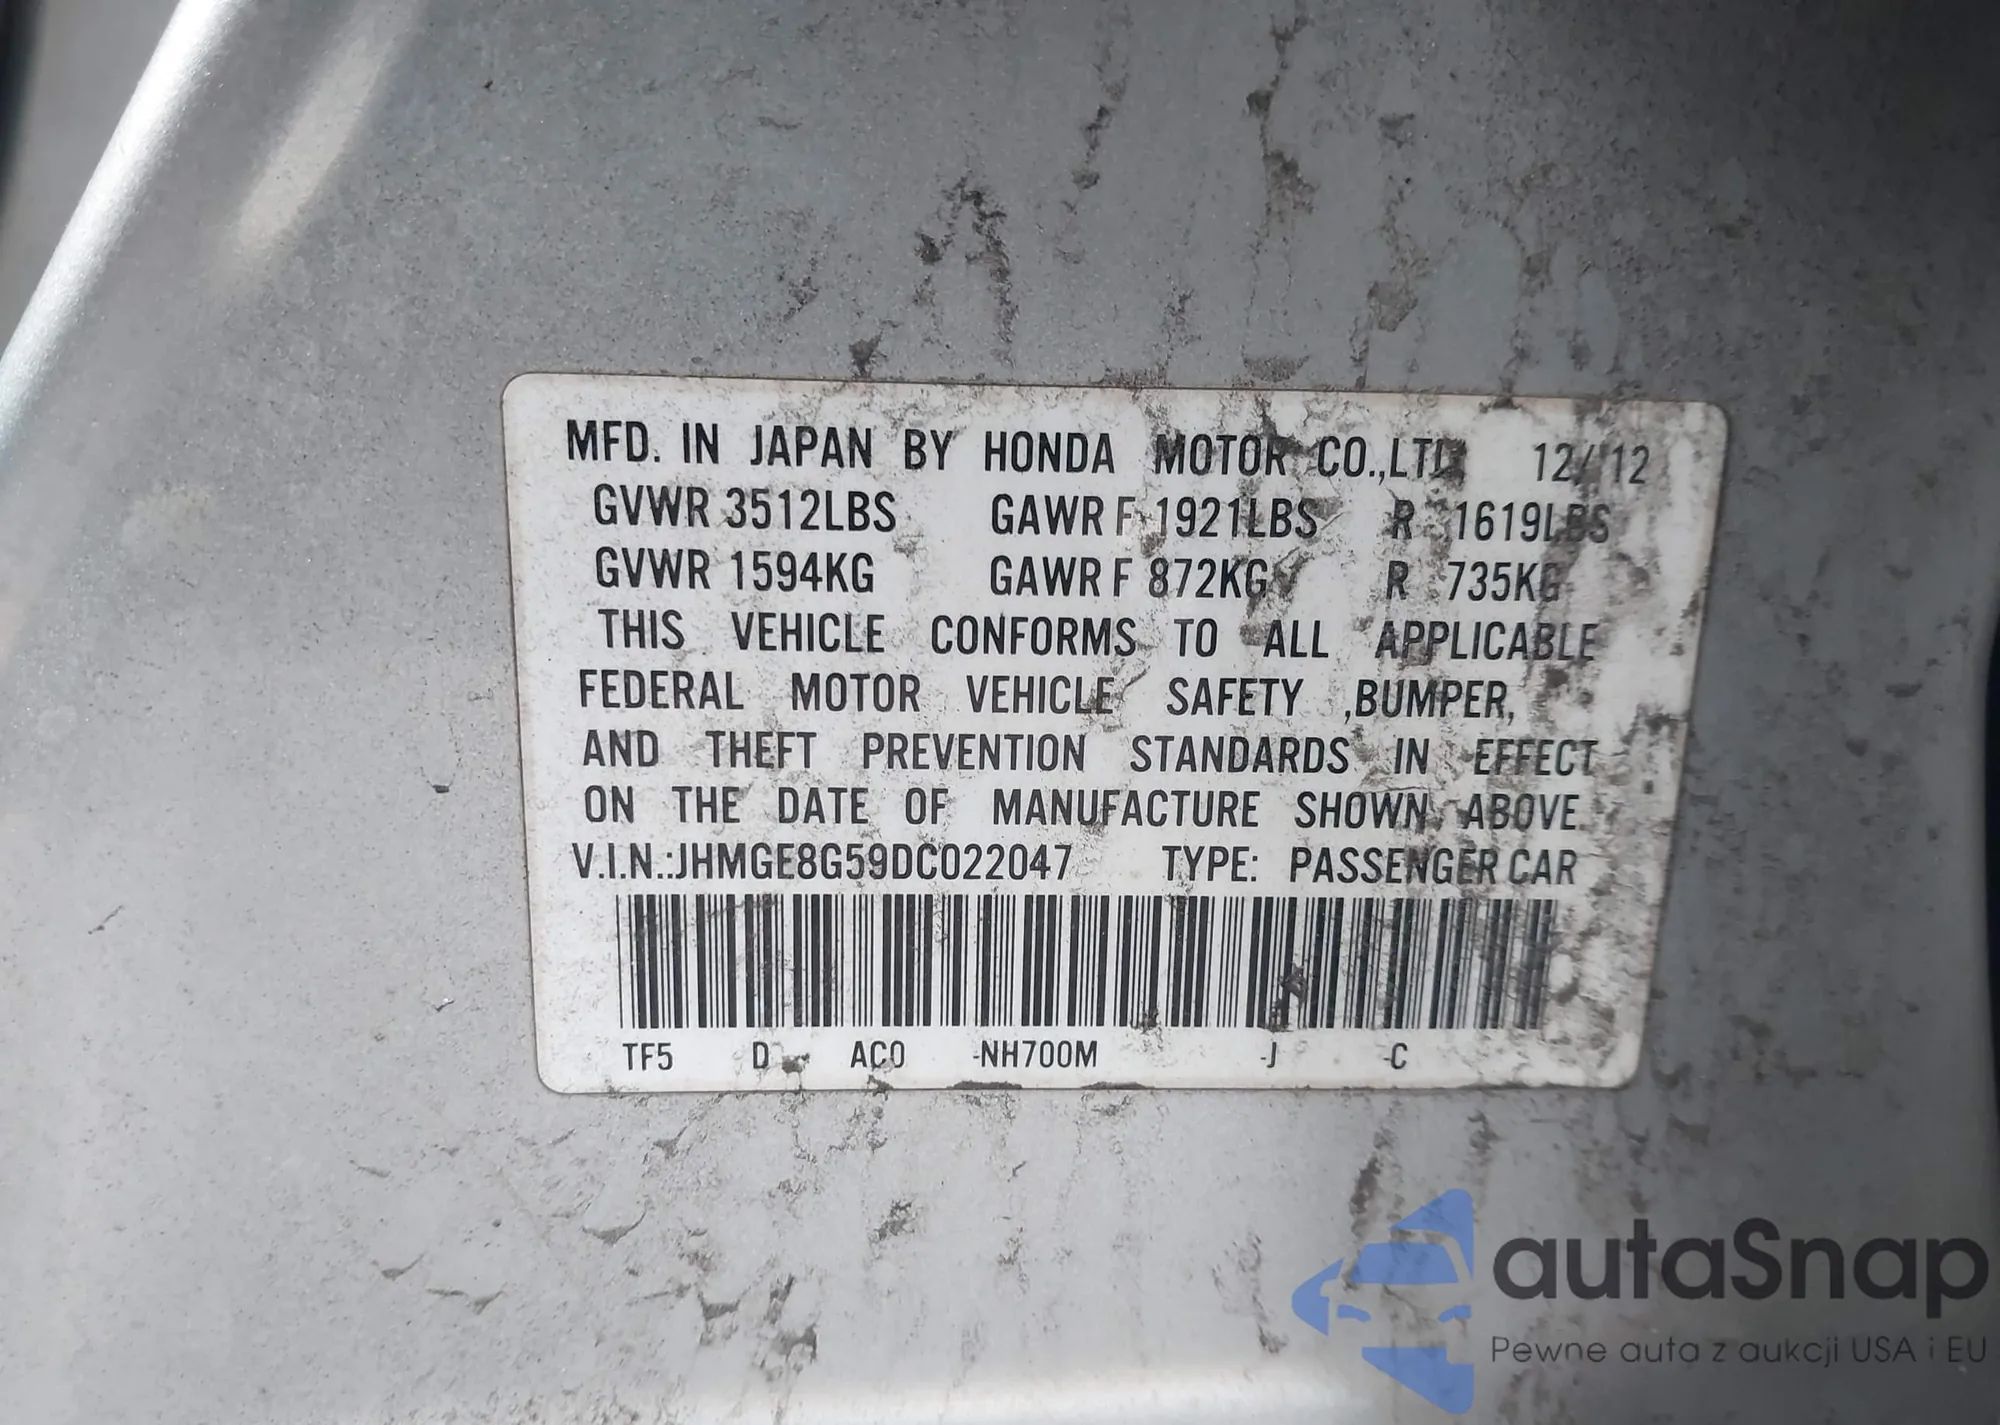 MFD. IN JAPAN BY HONDA MOTOR CO.,LTD 12/12
GVWR 3512LBS GAWR F 1921LBS R 1619LBS
GVWR 1594KG GAWR F 872KG R 735KG
THIS VEHICLE CONFORMS TO ALL APPLICABLE
FEDERAL MOTOR VEHICLE SAFETY ,BUMPER,
AND THEFT PREVENTION STANDARDS IN EFFECT
ON THE DATE OF MANUFACTURE SHOWN ABOVE.
V.I.N.:JHMGE8G59DC022047 TYPE: PASSENGER CAR
TF5 D AC0 -NH700M -J -C
autaSnap
Pewne auta z aukcji USA i EU